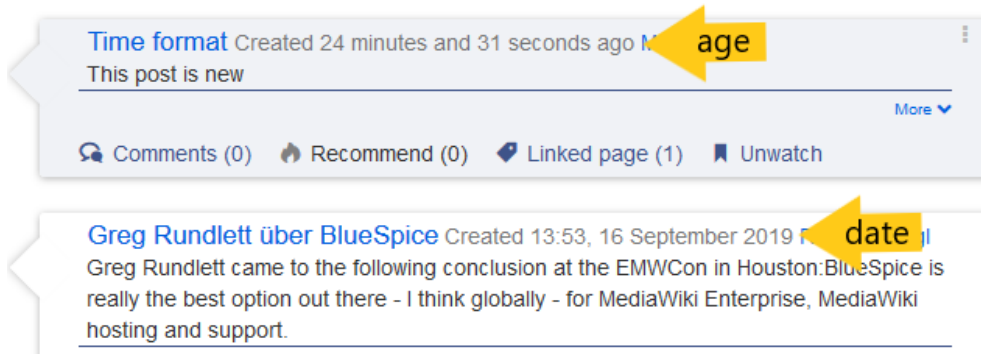 Time format Created 24 minutes and 31 seconds ago age
This post is new
More
Comments (0) Recommend (0) Linked page (1) Unwatch
Greg Rundlett über BlueSpice Created 13:53, 16 September 2019 date
Greg Rundlett came to the following conclusion at the EMWCon in Houston:BlueSpice is
really the best option out there - I think globally - for MediaWiki Enterprise, MediaWiki
hosting and support.